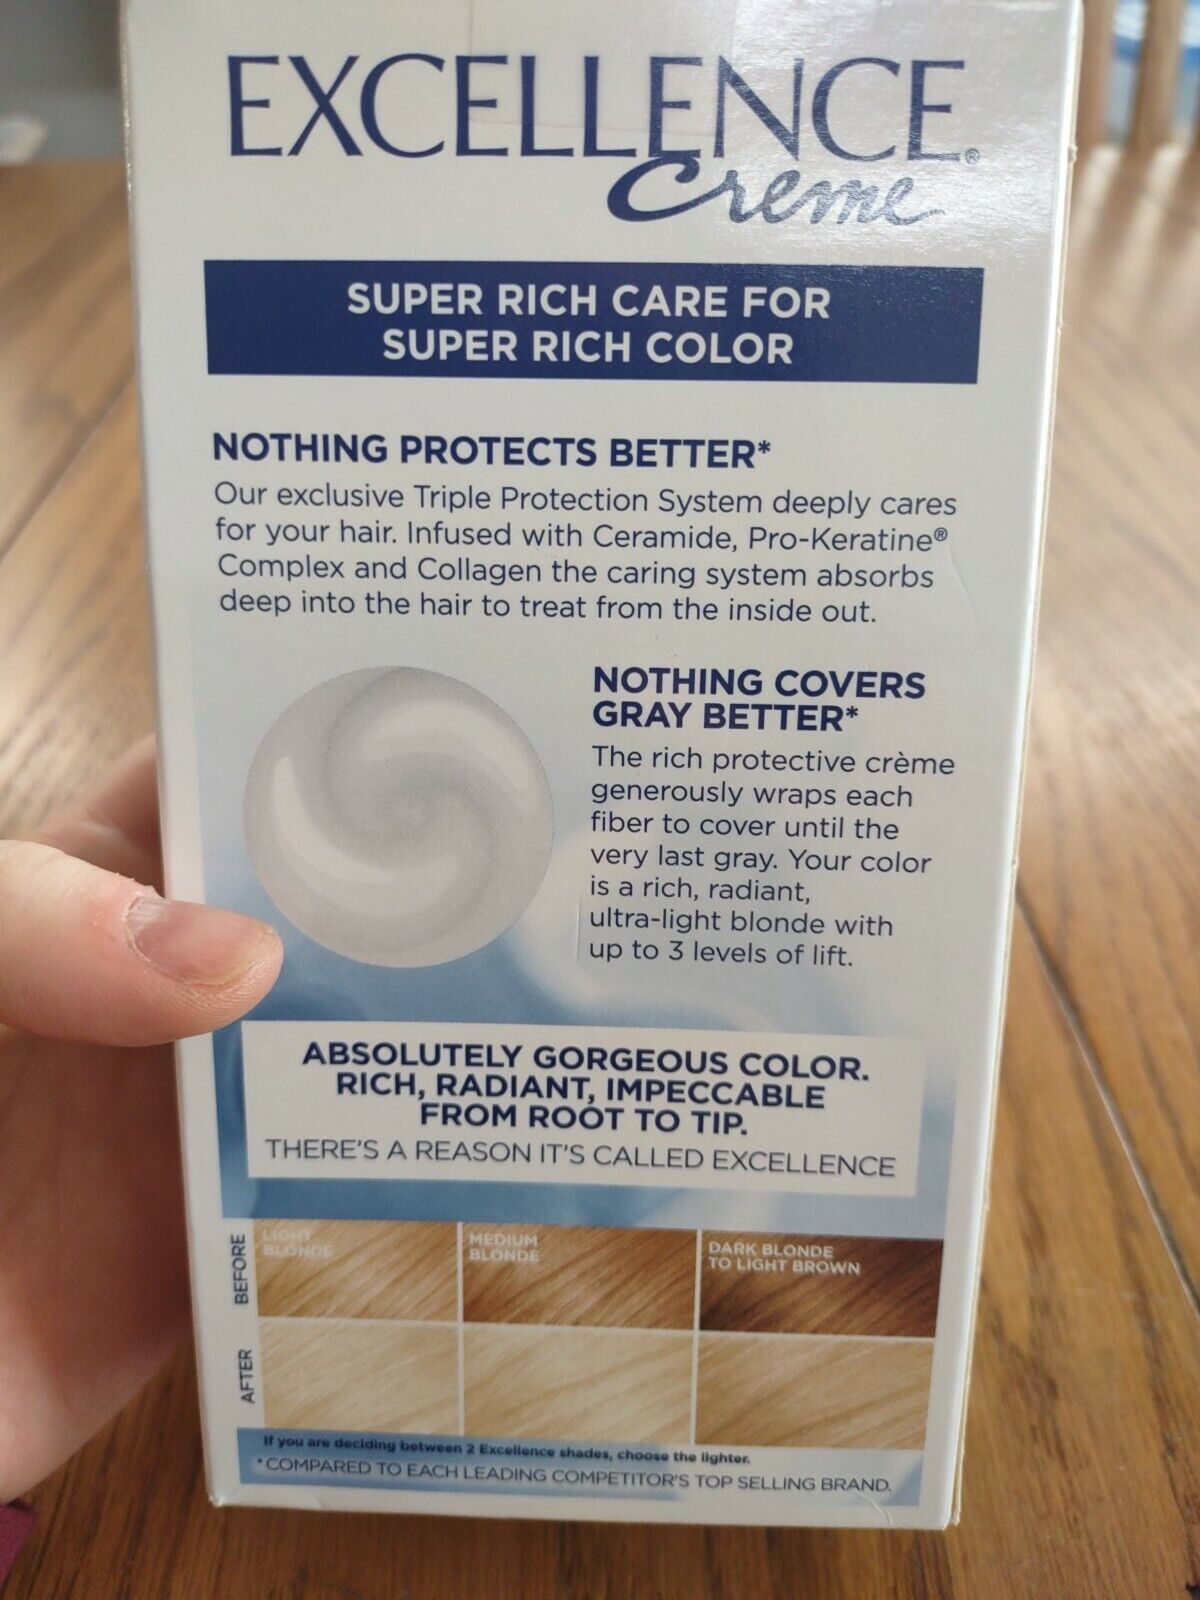 EXCELLENCE®
Creme
SUPER RICH CARE FOR
SUPER RICH COLOR
NOTHING PROTECTS BETTER*
Our exclusive Triple Protection System deeply cares
for your hair. Infused with Ceramide, Pro-Keratine®
Complex and Collagen the caring system absorbs
deep into the hair to treat from the inside out.
NOTHING COVERS
GRAY BETTER*
The rich protective crème
generously wraps each
fiber to cover until the
very last gray. Your color
is a rich, radiant,
ultra-light blonde with
up to 3 levels of lift.
ABSOLUTELY GORGEOUS COLOR.
RICH, RADIANT, IMPECCABLE
FROM ROOT TO TIP.
THERE'S A REASON IT'S CALLED EXCELLENCE
BEFORE
LIGHT
BLONDE
MEDIUM
BLONDE
DARK BLONDE
TO LIGHT BROWN
AFTER
If you are deciding between 2 Excellence shades, choose the lighter.
*COMPARED TO EACH LEADING COMPETITOR'S TOP SELLING BRAND.